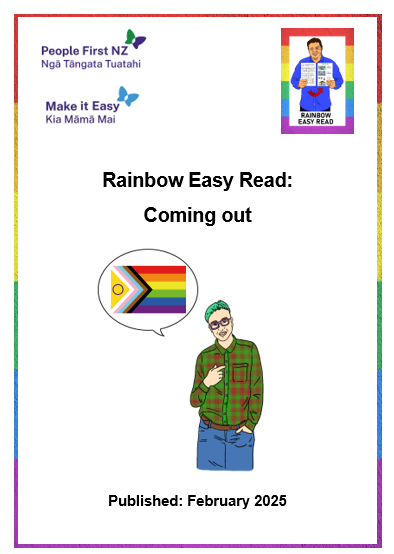 People First NZ
Ngā Tāngata Tuatahi
Make it Easy
Kia Māmā Mai
RAINBOW
EASY READ
Rainbow Easy Read:
Coming out
Published: February 2025